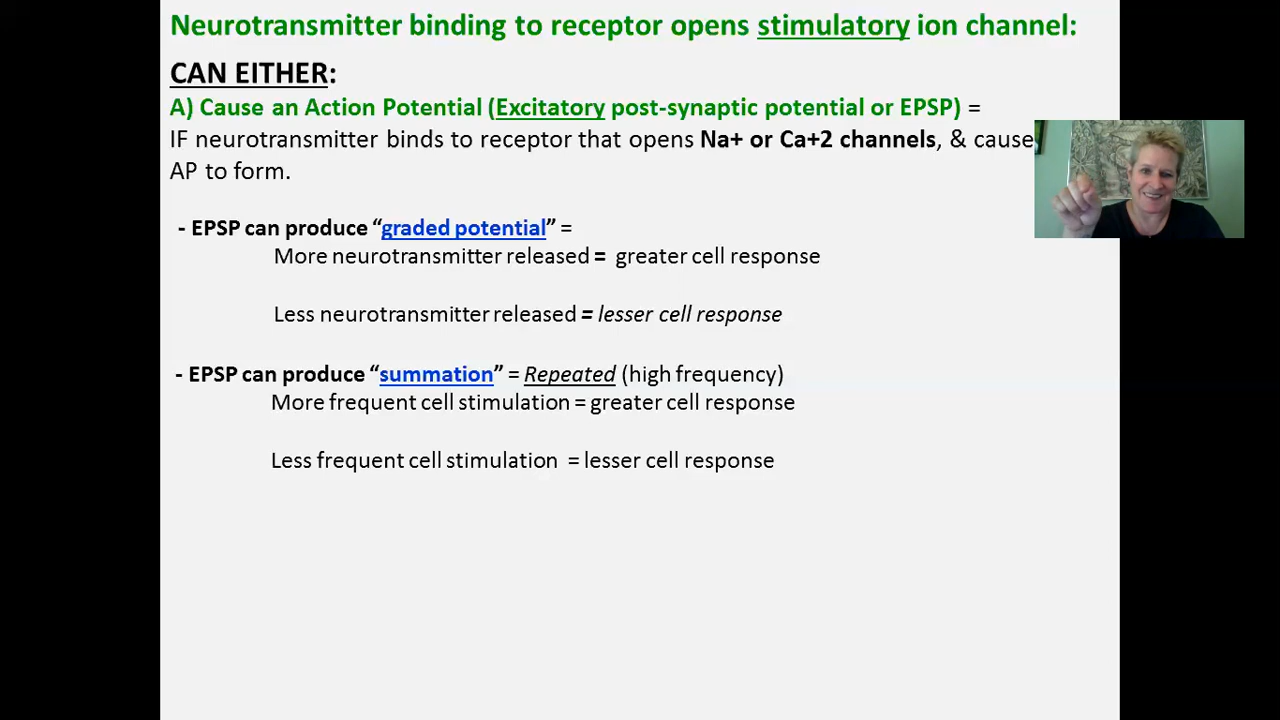 Neurotransmitter binding to receptor opens stimulatory ion channel:
CAN EITHER:
A) Cause an Action Potential (Excitatory post-synaptic potential or EPSP) =
IF neurotransmitter binds to receptor that opens Na+ or Ca+2 channels, & cause
AP to form.
- EPSP can produce “graded potential” =
More neurotransmitter released = greater cell response
Less neurotransmitter released = lesser cell response
- EPSP can produce “summation” = Repeated (high frequency)
More frequent cell stimulation = greater cell response
Less frequent cell stimulation = lesser cell response